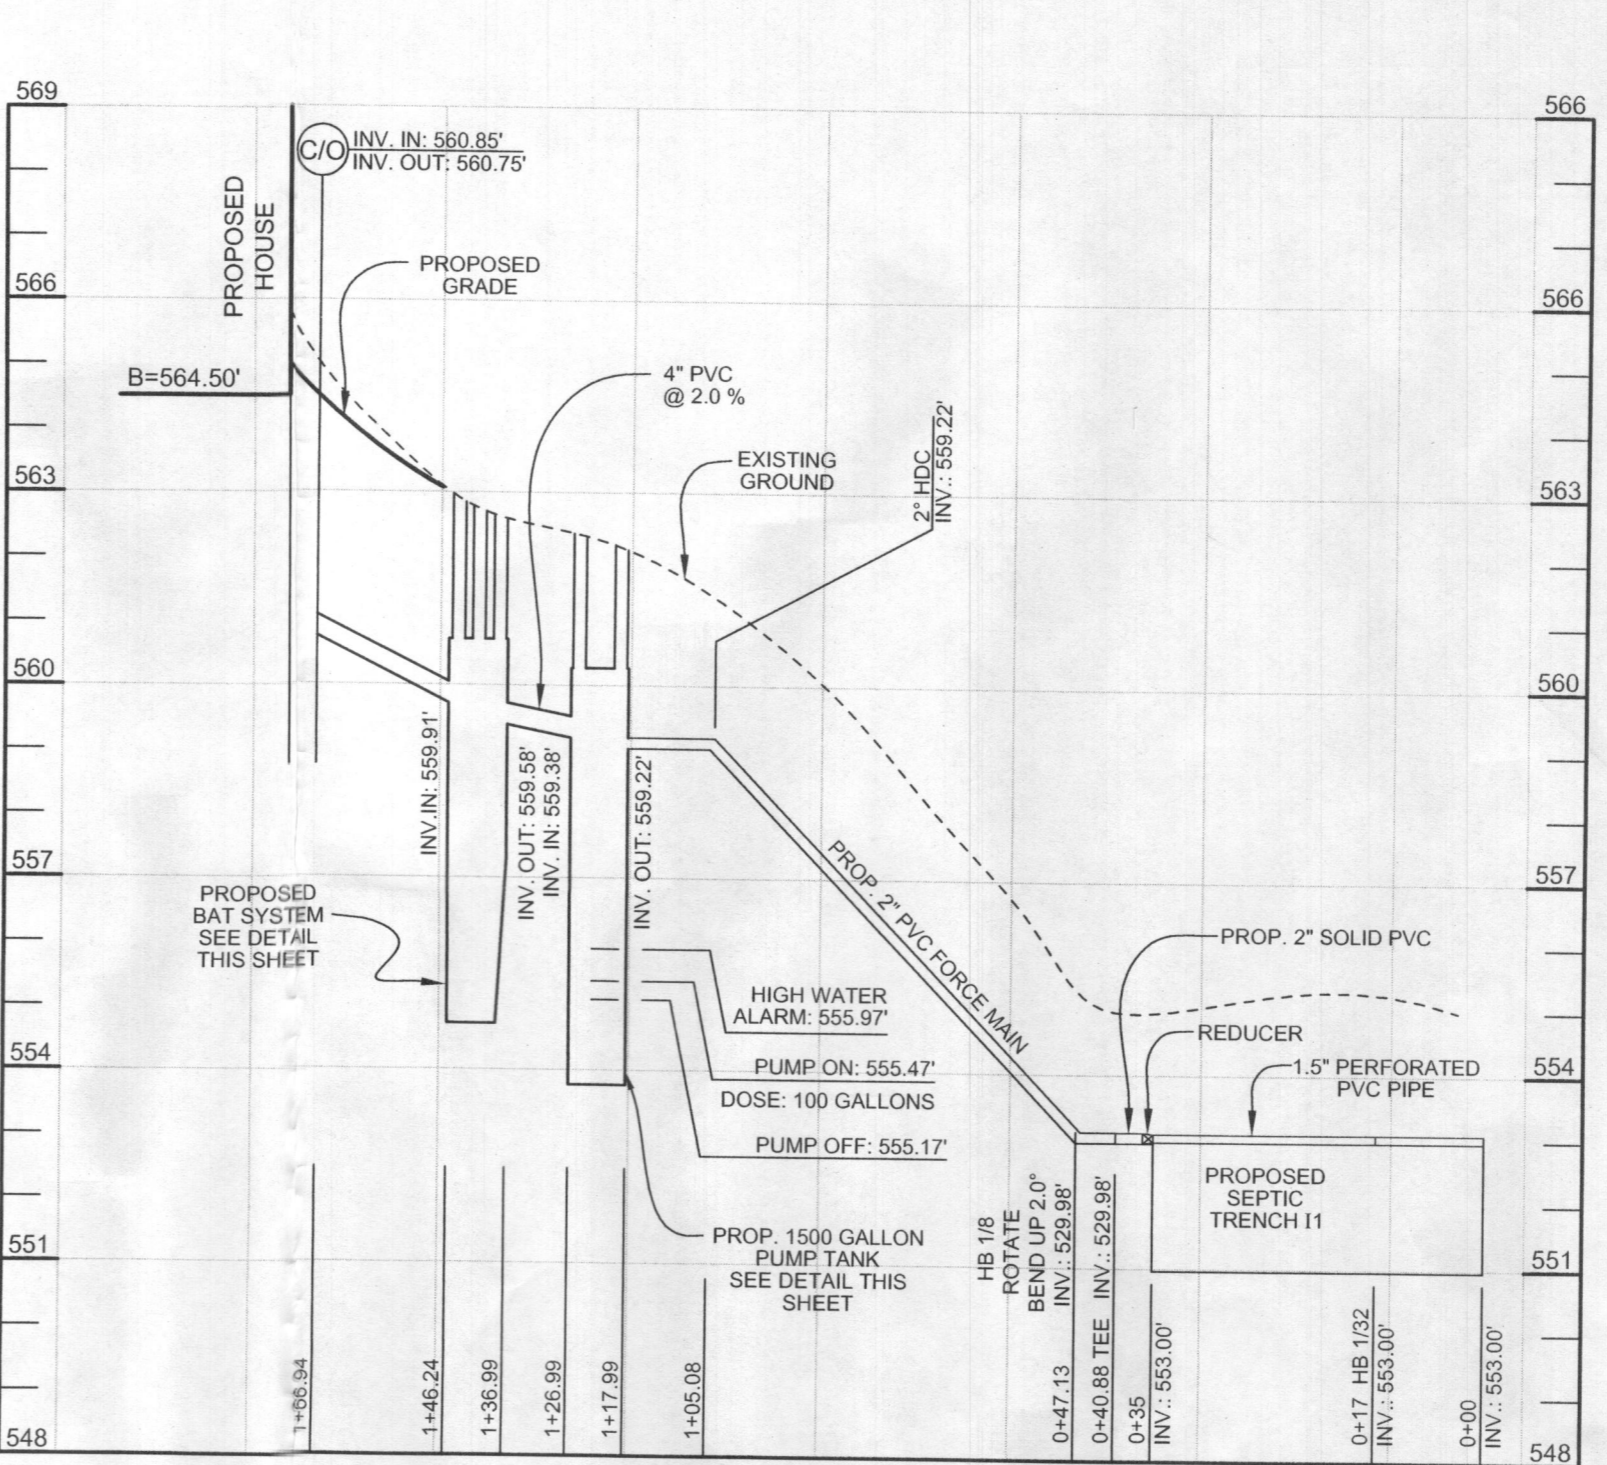 569
566
563
560
557
554
551
548
566
566
563
560
557
554
551
548
C/O
INV. IN: 560.85'
INV. OUT: 560.75'
PROPOSED
HOUSE
PROPOSED
GRADE
B=564.50'
4" PVC
@ 2.0 %
EXISTING
GROUND
2° HDC
INV.: 559.22'
INV.IN: 559.91'
INV. OUT: 559.58'
INV. IN: 559.38'
INV. OUT: 559.22'
PROPOSED
BAT SYSTEM
SEE DETAIL
THIS SHEET
PROP. 2" PVC FORCE MAIN
HIGH WATER
ALARM: 555.97'
PUMP ON: 555.47'
DOSE: 100 GALLONS
PUMP OFF: 555.17'
PROP. 1500 GALLON
PUMP TANK
SEE DETAIL THIS
SHEET
PROP. 2" SOLID PVC
REDUCER
1.5" PERFORATED
PVC PIPE
PROPOSED
SEPTIC
TRENCH I1
HB 1/8
ROTATE
BEND UP 2.0°
INV.: 529.98'
INV.: 529.98'
1+66.94
1+46.24
1+36.99
1+26.99
1+17.99
1+05.08
0+47.13
0+40.88 TEE
0+35
INV.: 553.00'
0+17 HB 1/32
INV.: 553.00'
0+00
INV.: 553.00'